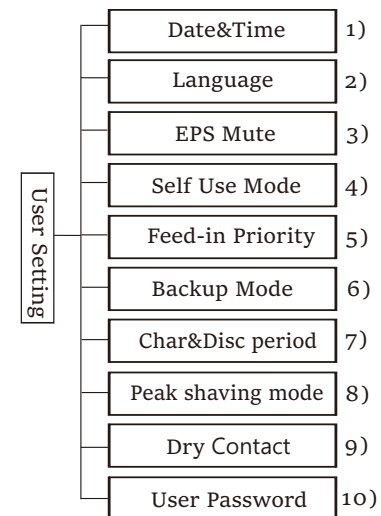 User Setting
Date&Time 1)
Language 2)
EPS Mute 3)
Self Use Mode 4)
Feed-in Priority 5)
Backup Mode 6)
Char&Disc period 7)
Peak shaving mode 8)
Dry Contact 9)
User Password 10)